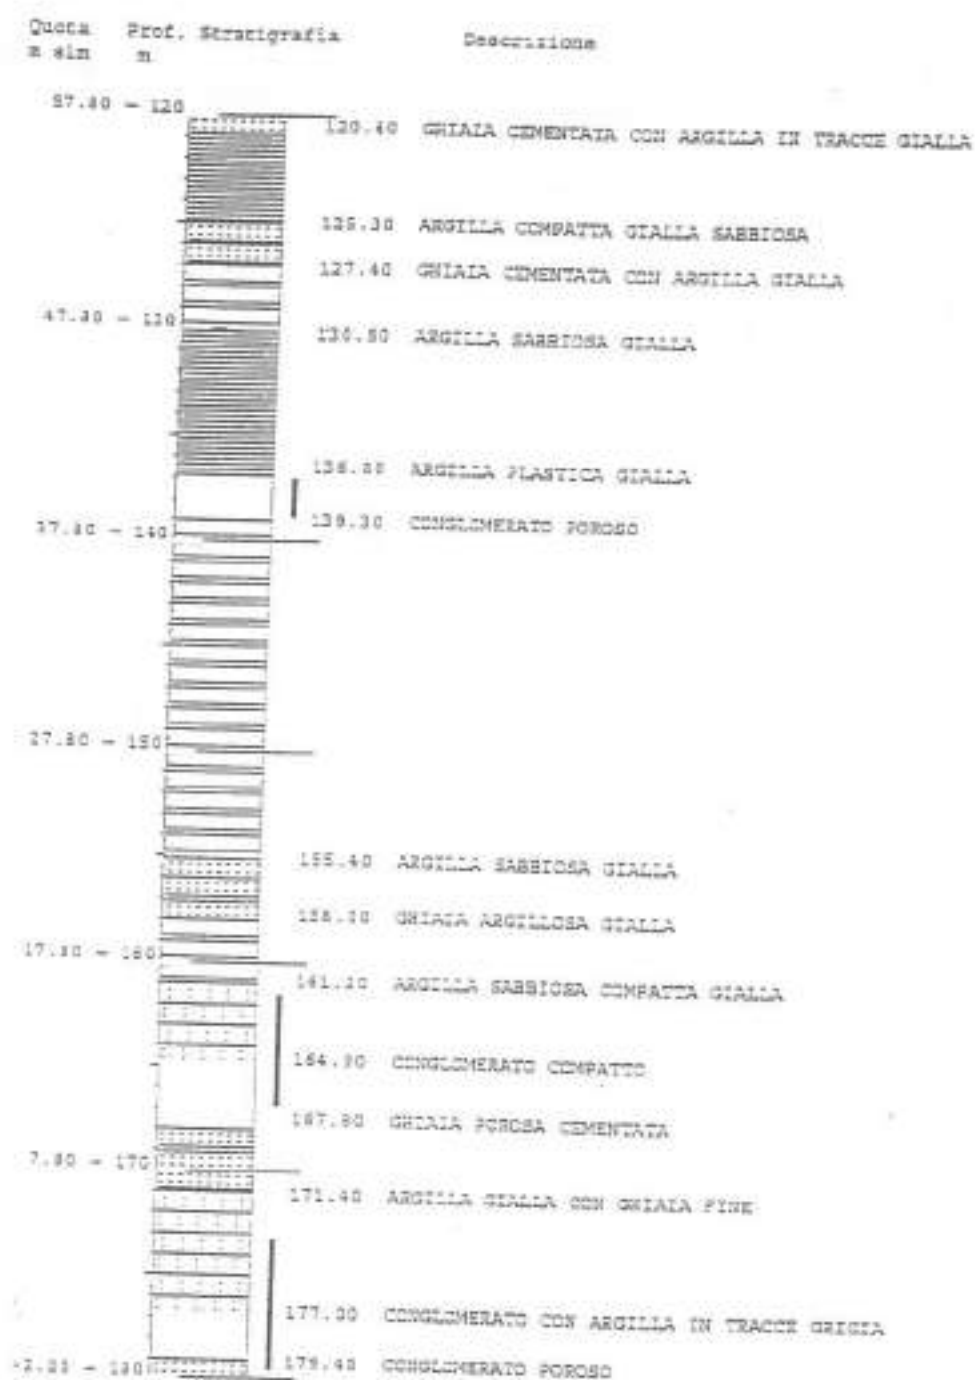 Quota Prof. Stratigrafia Descrizione
m slm m
57.80 - 120
120.60 GHIAIA CEMENTATA CON ARGILLA IN TRACCE GIALLA
125.30 ARGILLA COMPATTA GIALLA SABBIOSA
127.40 GHIAIA CEMENTATA CON ARGILLA GIALLA
47.80 - 130
130.50 ARGILLA SABBIOSA GIALLA
ARGILLA PLASTICA GIALLA
139.30 CONGLOMERATO POROSO
37.80 - 140
27.80 - 150
155.40 ARGILLA SABBIOSA GIALLA
GHIAIA ARGILLOSA GIALLA
17.80 - 160
161.20 ARGILLA SABBIOSA COMPATTA GIALLA
CONGLOMERATO COMPATTO
167.80 GHIAIA POROSA CEMENTATA
7.80 - 170
171.40 ARGILLA GIALLA CON GHIAIA FINE
177.00 CONGLOMERATO CON ARGILLA IN TRACCE GRIGIA
- 180
179.40 CONGLOMERATO POROSO